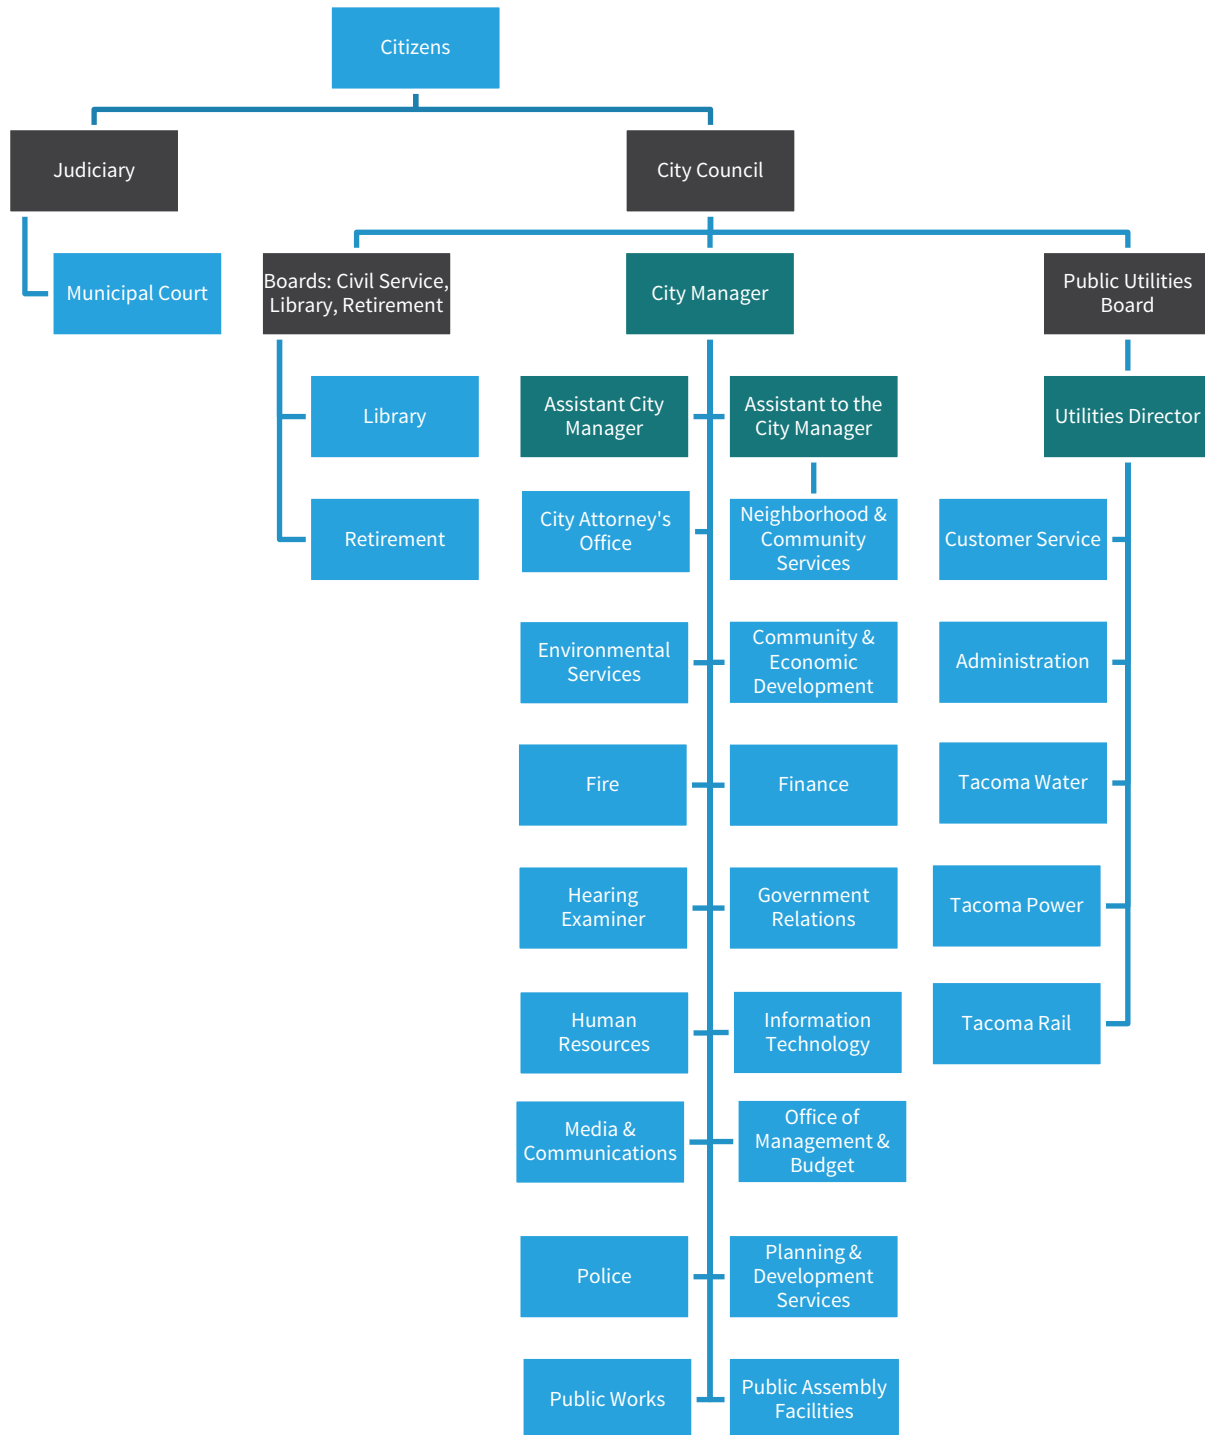 Citizens
Judiciary
City Council
Municipal Court
Boards: Civil Service,
Library, Retirement
City Manager
Public Utilities
Board
Library
Assistant City
Manager
Assistant to the
City Manager
Utilities Director
Retirement
City Attorney's
Office
Neighborhood &
Community
Services
Customer Service
Environmental
Services
Community &
Economic
Development
Administration
Fire
Finance
Tacoma Water
Hearing
Examiner
Government
Relations
Tacoma Power
Human
Resources
Information
Technology
Tacoma Rail
Media &
Communications
Office of
Management &
Budget
Police
Planning &
Development
Services
Public Works
Public Assembly
Facilities